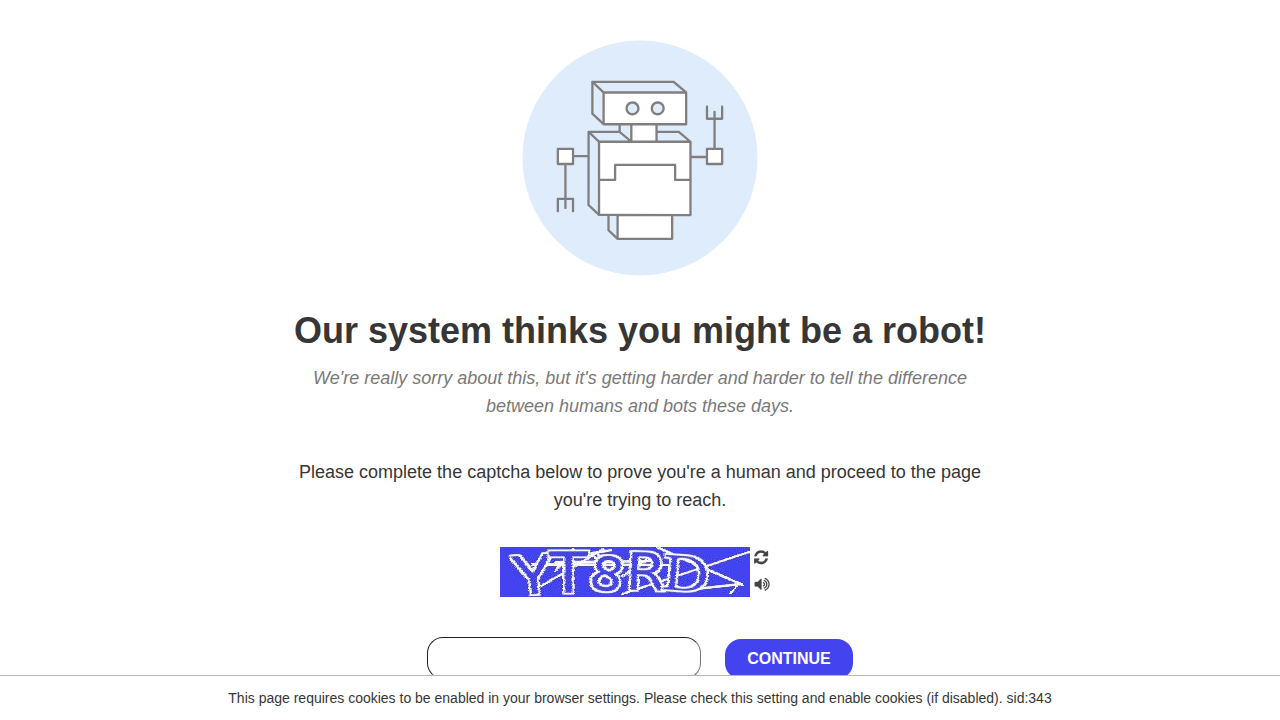 Our system thinks you might be a robot!
We're really sorry about this, but it's getting harder and harder to tell the difference
between humans and bots these days.
Please complete the captcha below to prove you're a human and proceed to the page
you're trying to reach.
YT8RD
CONTINUE
This page requires cookies to be enabled in your browser settings. Please check this setting and enable cookies (if disabled). sid:343